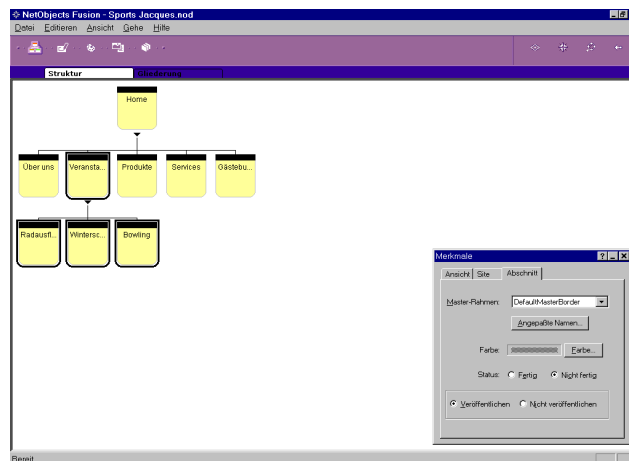 NetObjects Fusion - Sports Jacques.nod
Datei Editieren Ansicht Gehe Hilfe
Struktur Gliederung
Home
Über uns Veransta... Produkte Services Gästebu...
Radausfl... Wintersc... Bowling
Merkmale
Ansicht Site Abschnitt
Master-Rahmen: DefaultMasterBorder
Angepaßte Namen...
Farbe: Farbe...
Status: Fertig Nicht fertig
Veröffentlichen Nicht veröffentlichen
Bereit